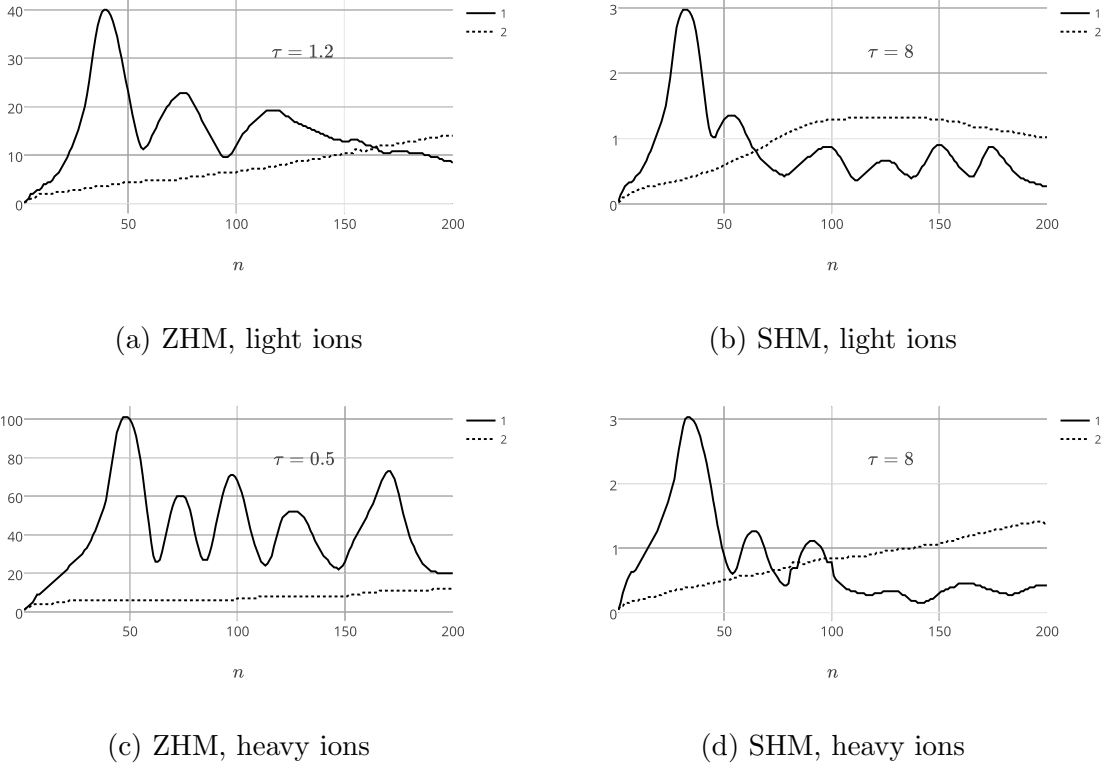 40
30
20
10
0
50 100 150 200
n
τ = 1.2
1
2
(a) ZHM, light ions
3
2
1
0
50 100 150 200
n
τ = 8
1
2
(b) SHM, light ions
100
80
60
40
20
0
50 100 150 200
n
τ = 0.5
1
2
(c) ZHM, heavy ions
3
2
1
0
50 100 150 200
n
τ = 8
1
2
(d) SHM, heavy ions